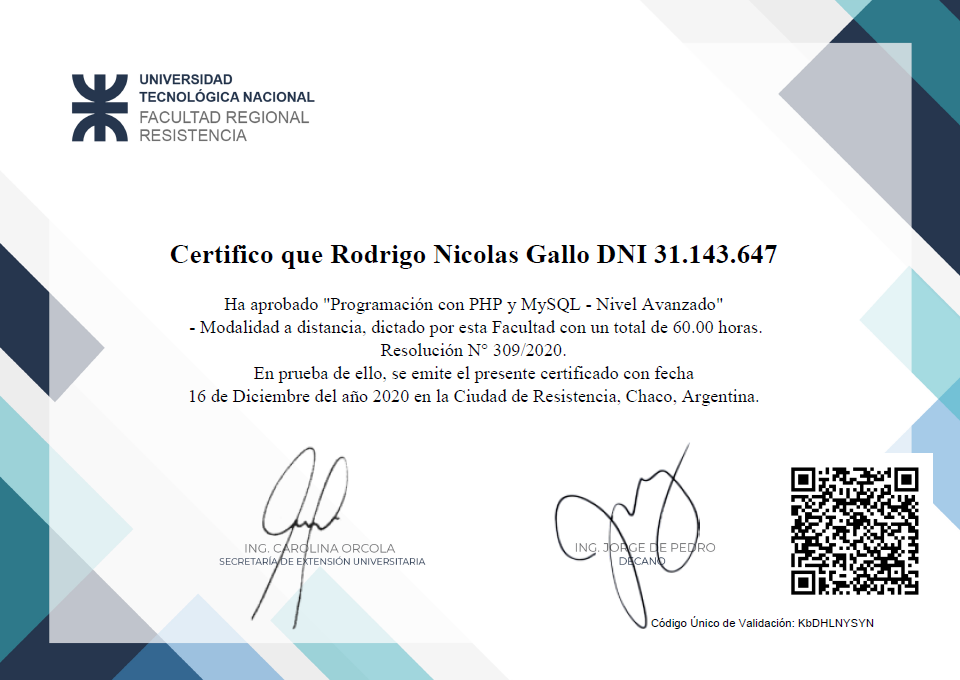 UNIVERSIDAD
TECNOLÓGICA NACIONAL
FACULTAD REGIONAL
RESISTENCIA
Certifico que Rodrigo Nicolas Gallo DNI 31.143.647
Ha aprobado "Programación con PHP y MySQL - Nivel Avanzado"
- Modalidad a distancia, dictado por esta Facultad con un total de 60.00 horas.
Resolución N° 309/2020.
En prueba de ello, se emite el presente certificado con fecha
16 de Diciembre del año 2020 en la Ciudad de Resistencia, Chaco, Argentina.
ING. CAROLINA ORCOLA
SECRETARÍA DE EXTENSIÓN UNIVERSITARIA
ING. JORGE DE PEDRO
DECANO
Código Único de Validación: KbDHLNYSYN